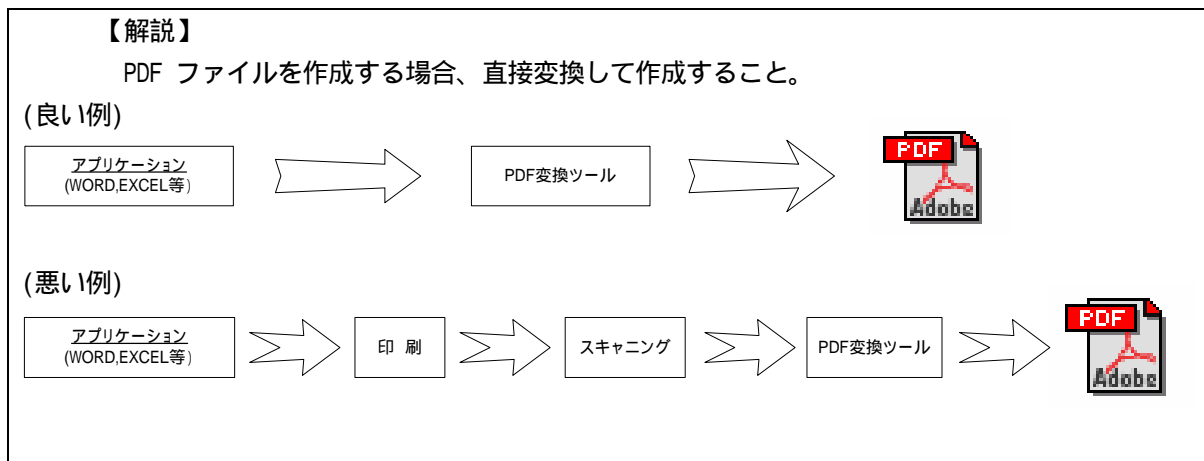 【解説】
PDF ファイルを作成する場合、直接変換して作成すること。
(良い例)
アプリケーション
(WORD,EXCEL等)
PDF変換ツール
PDF
Adobe
(悪い例)
アプリケーション
(WORD,EXCEL等)
印 刷
スキャニング
PDF変換ツール
PDF
Adobe